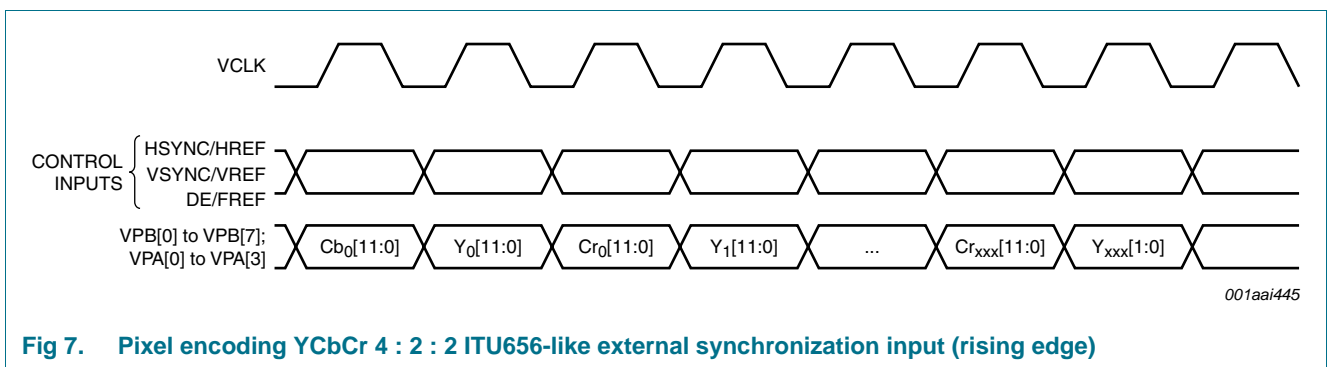 VCLK
CONTROL INPUTS
HSYNC/HREF
VSYNC/VREF
DE/FREF
VPB[0] to VPB[7];
VPA[0] to VPA[3]
Cb0[11:0] Y0[11:0] Cr0[11:0] Y1[11:0] ... Crxxx[11:0] Yxxx[1:0]
001aai445
Fig 7. Pixel encoding YCbCr 4 : 2 : 2 ITU656-like external synchronization input (rising edge)